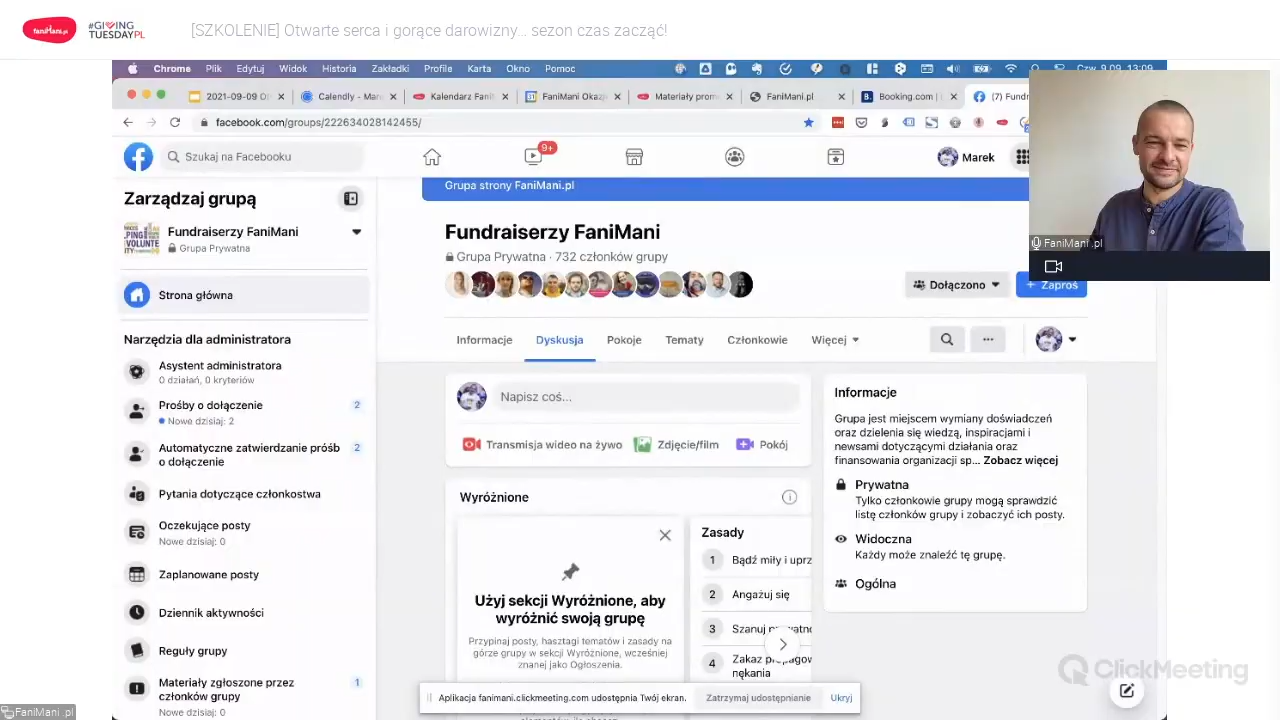 faniMani.pl
#GIVING
TUESDAYPL
[SZKOLENIE] Otwarte serca i gorące darowizny... sezon czas zacząć!
Chrome Plik Edytuj Widok Historia Zakładki Profile Karta Okno Pomoc
Czw. 9.09 13:09
2021-09-09 Ot
Calendly - Mare
Kalendarz Fani
FaniMani Okaz
Materiały prom
FaniMani.pl
Booking.com |
(7) Fundr
facebook.com/groups/222634028142455/
Szukaj na Facebooku
9+
Marek
Zarządzaj grupą
Fundraiserzy FaniMani
Grupa Prywatna
Strona główna
Narzędzia dla administratora
Asystent administratora
0 działań, 0 kryteriów
Prośby o dołączenie 2
Nowe dzisiaj: 2
Automatyczne zatwierdzanie próśb 2
o dołączenie
Pytania dotyczące członkostwa
Oczekujące posty
Nowe dzisiaj: 0
Zaplanowane posty
Dziennik aktywności
Reguły grupy
Materiały zgłoszone przez 1
członków grupy
Nowe dzisiaj: 0
Grupa strony FaniMani.pl
Fundraiserzy FaniMani
Grupa Prywatna · 732 członków grupy
Dołączono
+ Zaproś
Informacje Dyskusja Pokoje Tematy Członkowie Więcej
Napisz coś...
Transmisja wideo na żywo Zdjęcie/film Pokój
Wyróżnione
Użyj sekcji Wyróżnione, aby
wyróżnić swoją grupę
Przypinaj posty, hasztagi tematów i zasady na
górze grupy w sekcji Wyróżnione, wcześniej
znanej jako Ogłoszenia.
Zasady
1 Bądź miły i uprz
2 Angażuj się
3 Szanuj prywatno
4 Zakaz propagow
nękania
Informacje
Grupa jest miejscem wymiany doświadczeń
oraz dzielenia się wiedzą, inspiracjami i
newsami dotyczącymi działania oraz
finansowania organizacji sp... Zobacz więcej
Prywatna
Tylko członkowie grupy mogą sprawdzić
listę członków grupy i zobaczyć ich posty.
Widoczna
Każdy może znaleźć tę grupę.
Ogólna
Aplikacja fanimani.clickmeeting.com udostępnia Twój ekran. Zatrzymaj udostępnianie Ukryj
FaniMani .pl
ClickMeeting
FaniMani .pl